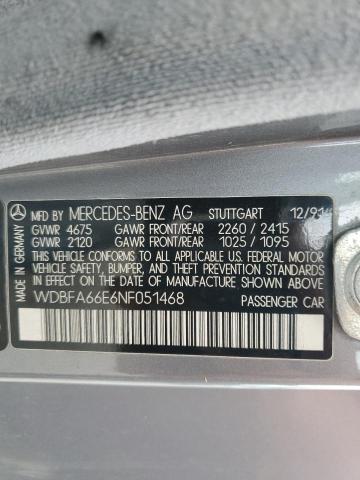 MFD BY MERCEDES-BENZ AG STUTTGART 12/91
GVWR 4675 GAWR FRONT/REAR 2260 / 2415
GVWR 2120 GAWR FRONT/REAR 1025 / 1095
MADE IN GERMANY
THIS VEHICLE CONFORMS TO ALL APPLICABLE U.S. FEDERAL MOTOR
VEHICLE SAFETY, BUMPER, AND THEFT PREVENTION STANDARDS
IN EFFECT ON THE DATE OF MANUFACTURE SHOWN ABOVE
WDBFA66E6NF051468 PASSENGER CAR